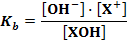 K_b = [OH⁻] · [X⁺] / [XOH]